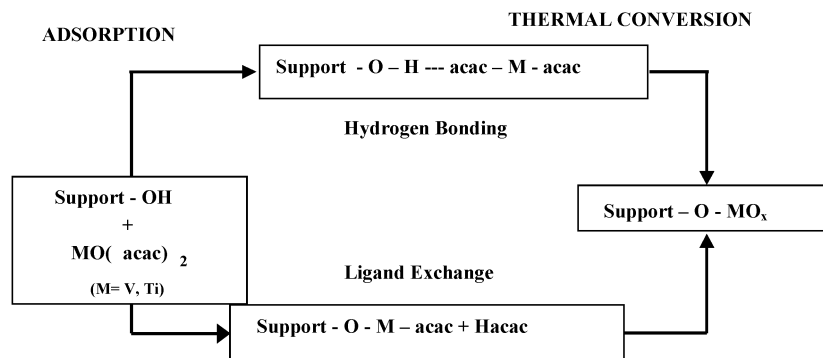 THERMAL CONVERSION
ADSORPTION
Support - O – H --- acac – M - acac
Hydrogen Bonding
Support - OH
+
MO( acac) 2
(M= V, Ti)
Support – O - MOx
Ligand Exchange
Support - O - M – acac + Hacac